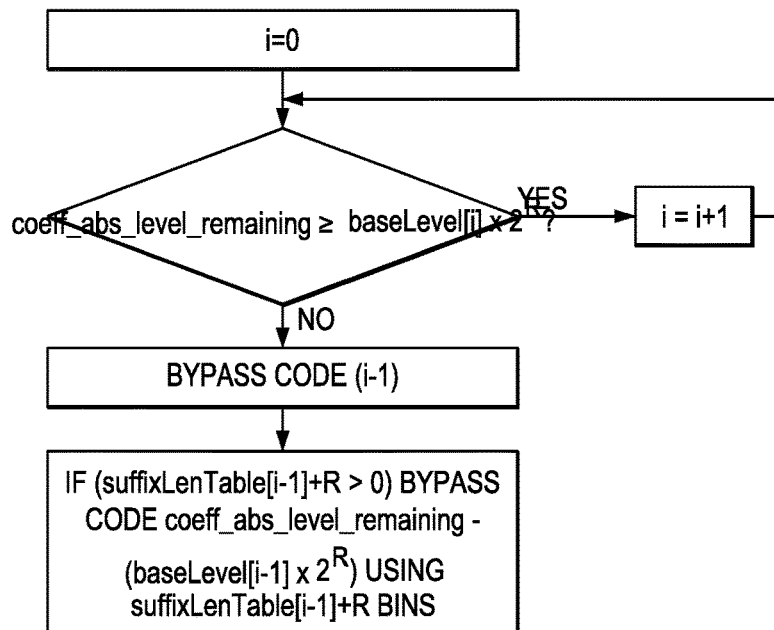 i=0
coeff_abs_level_remaining ≥ baseLevel[i] x 2^R?
YES
i = i+1
NO
BYPASS CODE (i-1)
IF (suffixLenTable[i-1]+R > 0) BYPASS
CODE coeff_abs_level_remaining -
(baseLevel[i-1] x 2^R) USING
suffixLenTable[i-1]+R BINS